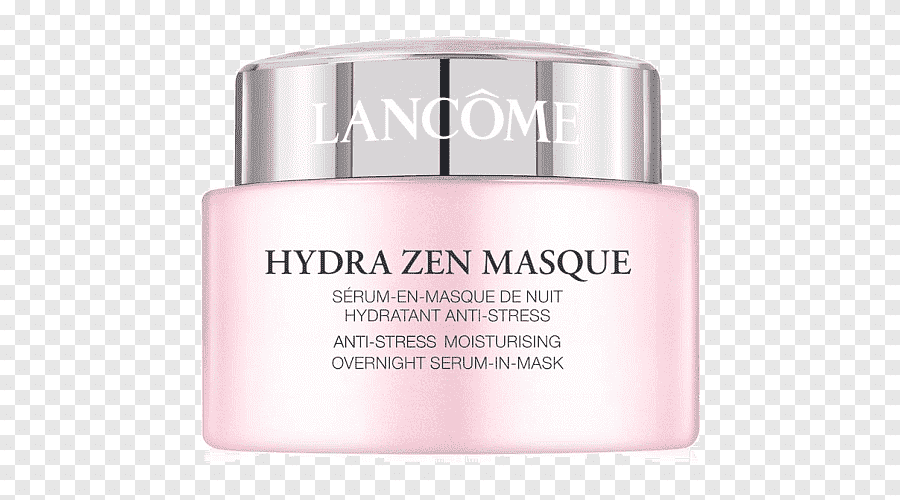 LANCÔME
HYDRA ZEN MASQUE
SÉRUM-EN-MASQUE DE NUIT
HYDRATANT ANTI-STRESS
ANTI-STRESS MOISTURISING
OVERNIGHT SERUM-IN-MASK